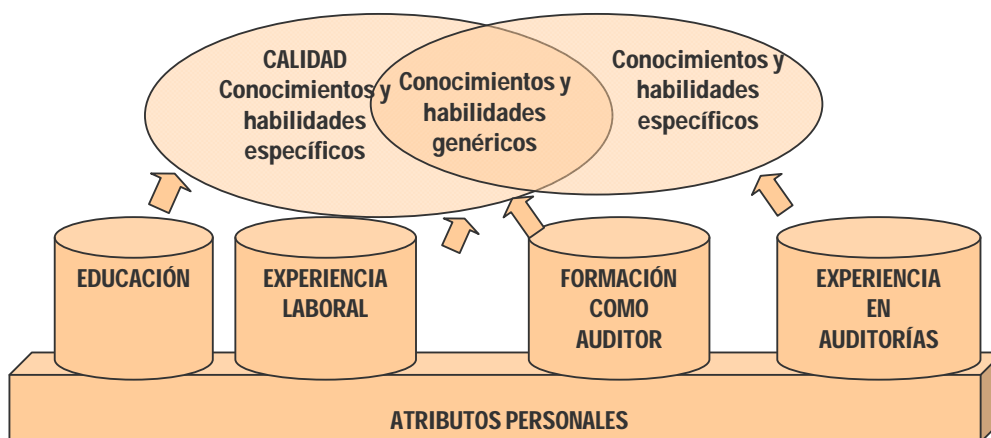 CALIDAD
Conocimientos y
habilidades
específicos
Conocimientos y
habilidades
genéricos
Conocimientos y
habilidades
específicos
EDUCACIÓN
EXPERIENCIA
LABORAL
FORMACIÓN
COMO
AUDITOR
EXPERIENCIA
EN
AUDITORÍAS
ATRIBUTOS PERSONALES